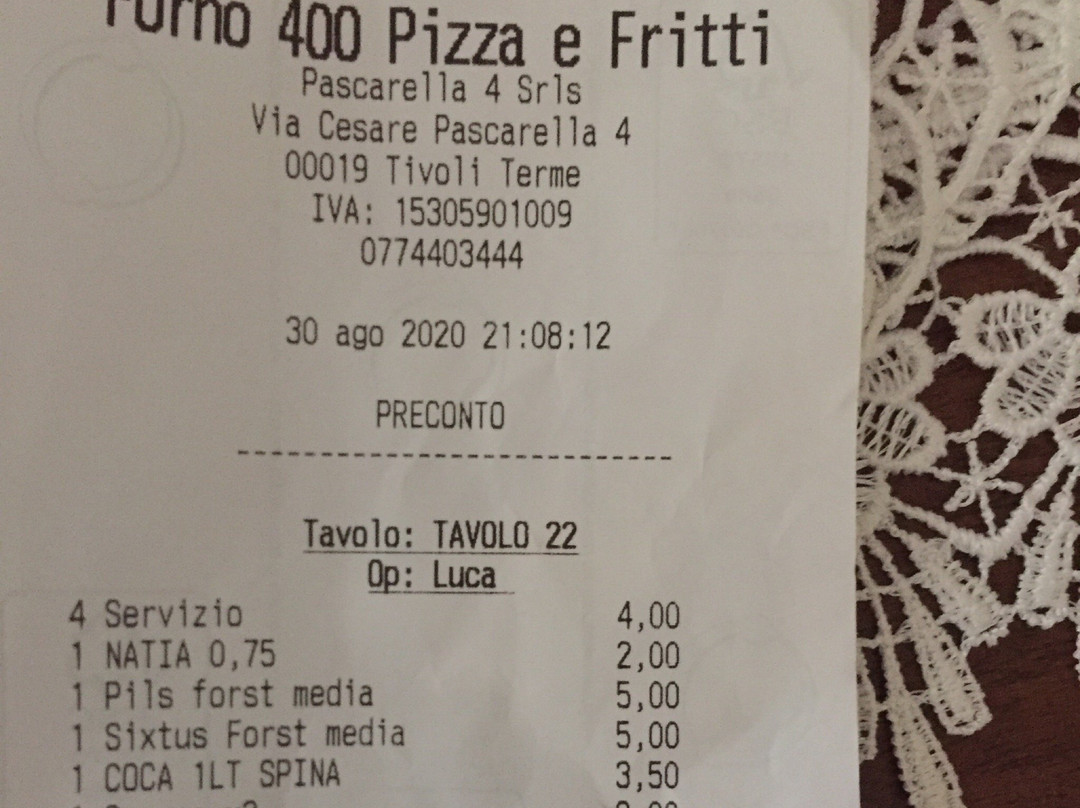 Forno 400 Pizza e Fritti
Pascarella 4 Srls
Via Cesare Pascarella 4
00019 Tivoli Terme
IVA: 15305901009
0774403444
30 ago 2020 21:08:12
PRECONTO
--------------------------
Tavolo: TAVOLO 22
Op: Luca
4 Servizio 4,00
1 NATIA 0,75 2,00
1 Pils forst media 5,00
1 Sixtus Forst media 5,00
1 COCA 1LT SPINA 3,50